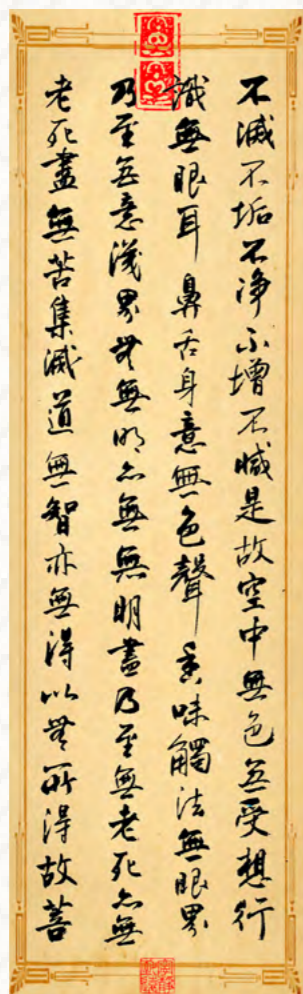 不滅不垢不净不增不減是故空中無色無受想行
識無眼耳鼻舌身意無色聲香味觸法無眼界
乃至無意識界無無明亦無無明盡乃至無老死亦無
老死盡無苦集滅道無智亦無得以無所得故菩